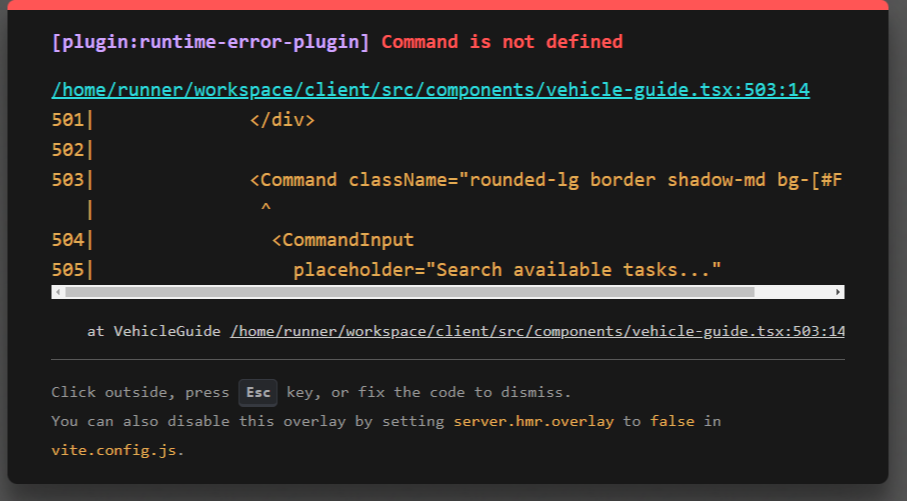 [plugin:runtime-error-plugin] Command is not defined
/home/runner/workspace/client/src/components/vehicle-guide.tsx:503:14
501|              </div>
502|
503|              <Command className="rounded-lg border shadow-md bg-[#F
   |               ^
504|                <CommandInput
505|                  placeholder="Search available tasks..."
at VehicleGuide /home/runner/workspace/client/src/components/vehicle-guide.tsx:503:14
Click outside, press Esc key, or fix the code to dismiss.
You can also disable this overlay by setting server.hmr.overlay to false in
vite.config.js.